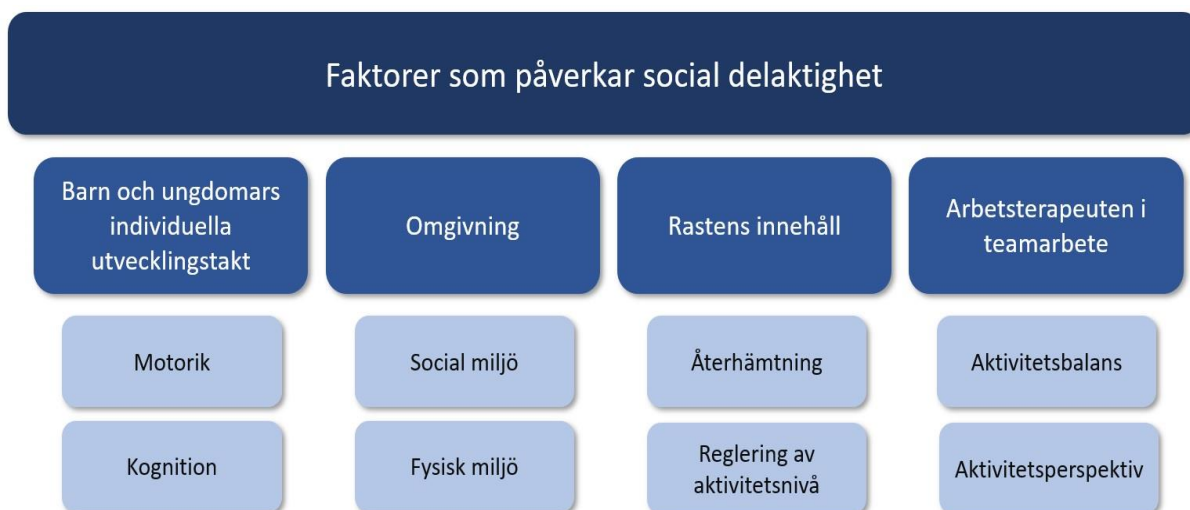 Faktorer som påverkar social delaktighet
Barn och ungdomars
individuella
utvecklingstakt
Omgivning
Rastens innehåll
Arbetsterapeuten i
teamarbete
Motorik
Social miljö
Återhämtning
Aktivitetsbalans
Kognition
Fysisk miljö
Reglering av
aktivitetsnivå
Aktivitetsperspektiv